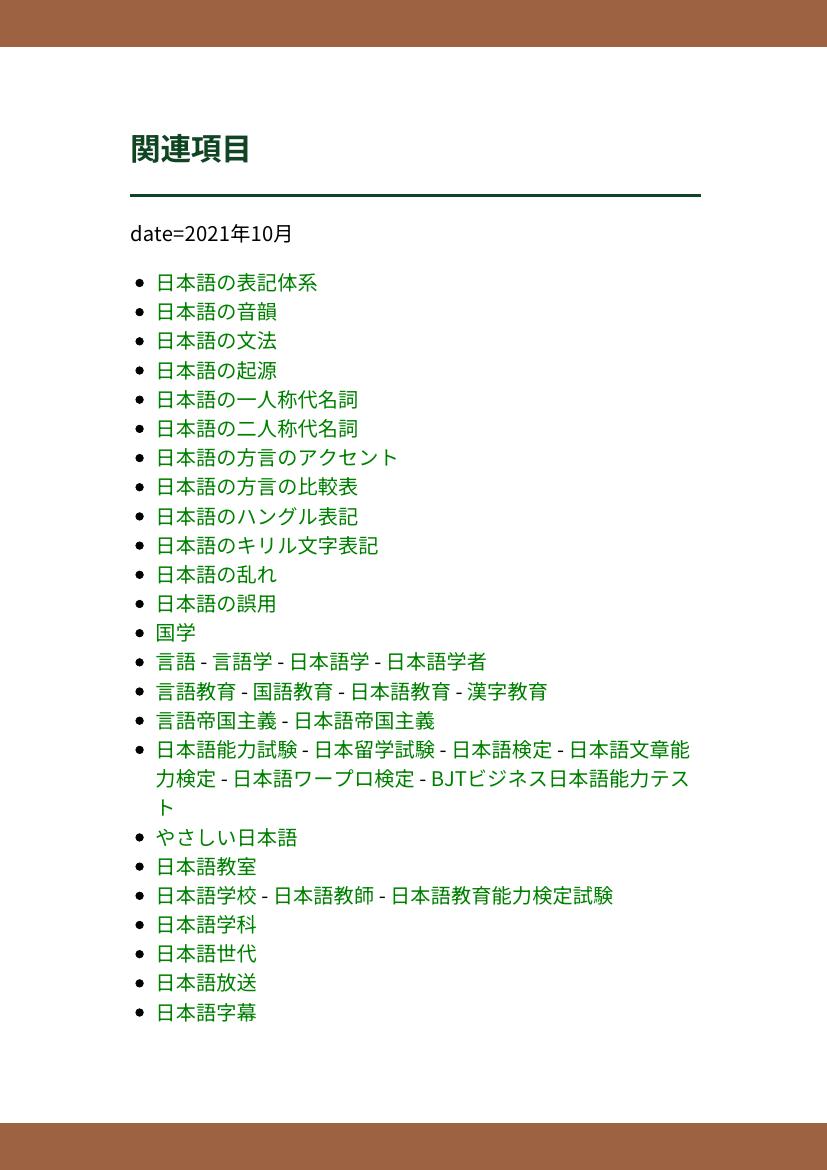 関連項目
date=2021年10月
日本語の表記体系
日本語の音韻
日本語の文法
日本語の起源
日本語の一人称代名詞
日本語の二人称代名詞
日本語の方言のアクセント
日本語の方言の比較表
日本語のハングル表記
日本語のキリル文字表記
日本語の乱れ
日本語の誤用
国学
言語 - 言語学 - 日本語学 - 日本語学者
言語教育 - 国語教育 - 日本語教育 - 漢字教育
言語帝国主義 - 日本語帝国主義
日本語能力試験 - 日本留学試験 - 日本語検定 - 日本語文章能
力検定 - 日本語ワープロ検定 - BJTビジネス日本語能力テス
ト
やさしい日本語
日本語教室
日本語学校 - 日本語教師 - 日本語教育能力検定試験
日本語学科
日本語世代
日本語放送
日本語字幕